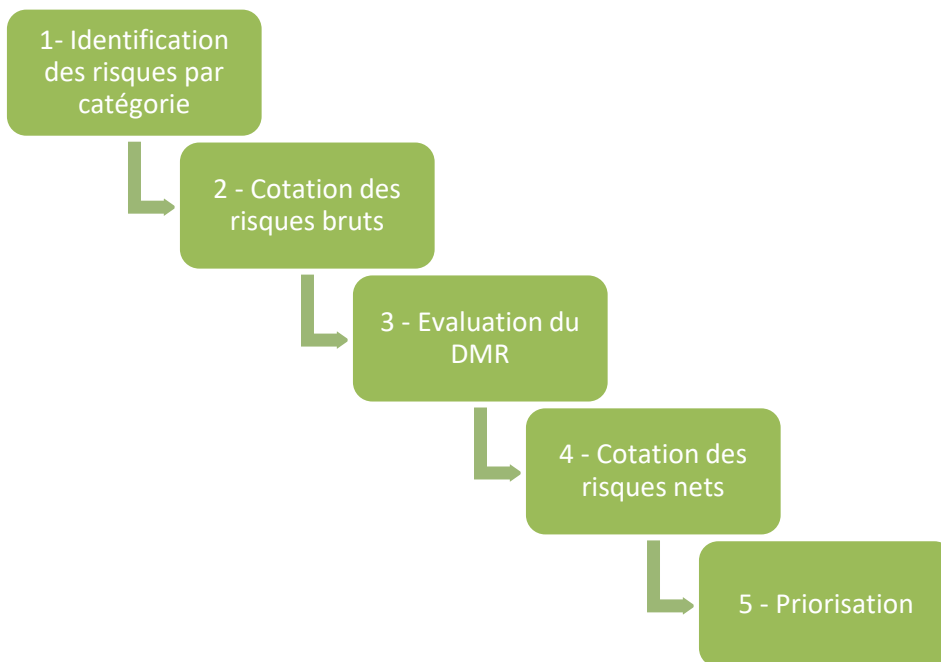 1- Identification
des risques par
catégorie
2 - Cotation des
risques bruts
3 - Evaluation du
DMR
4 - Cotation des
risques nets
5 - Priorisation